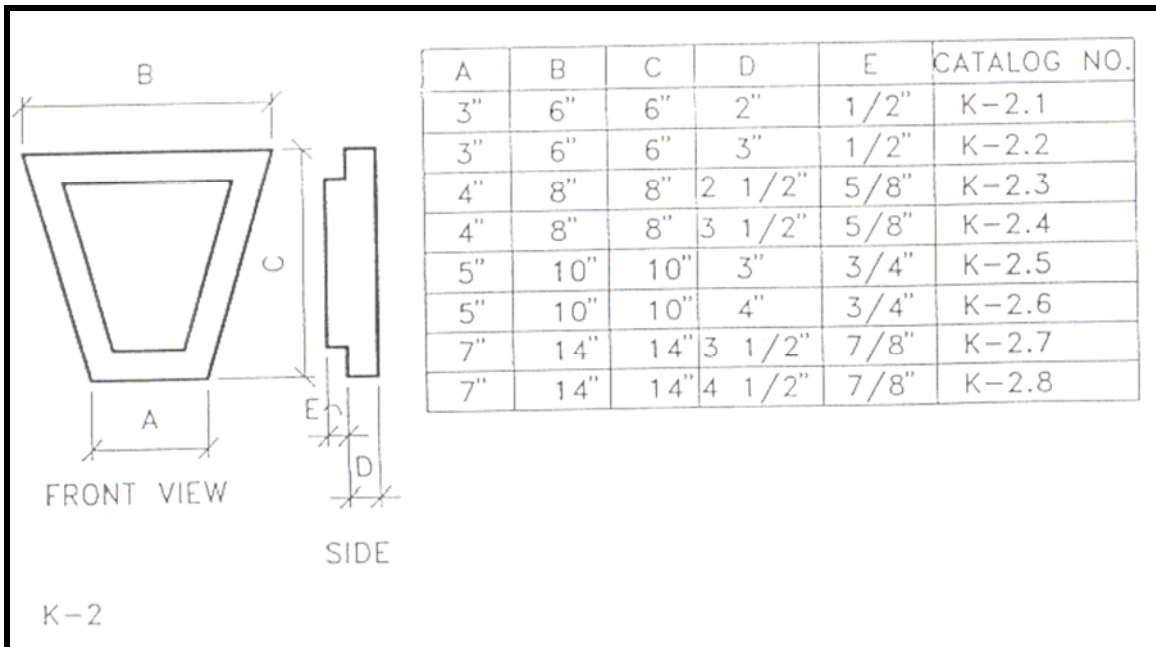 B
C
A
E
D
FRONT VIEW
SIDE
K-2
A B C D E CATALOG NO.
3" 6" 6" 2" 1/2" K-2.1
3" 6" 6" 3" 1/2" K-2.2
4" 8" 8" 2 1/2" 5/8" K-2.3
4" 8" 8" 3 1/2" 5/8" K-2.4
5" 10" 10" 3" 3/4" K-2.5
5" 10" 10" 4" 3/4" K-2.6
7" 14" 14" 3 1/2" 7/8" K-2.7
7" 14" 14" 4 1/2" 7/8" K-2.8